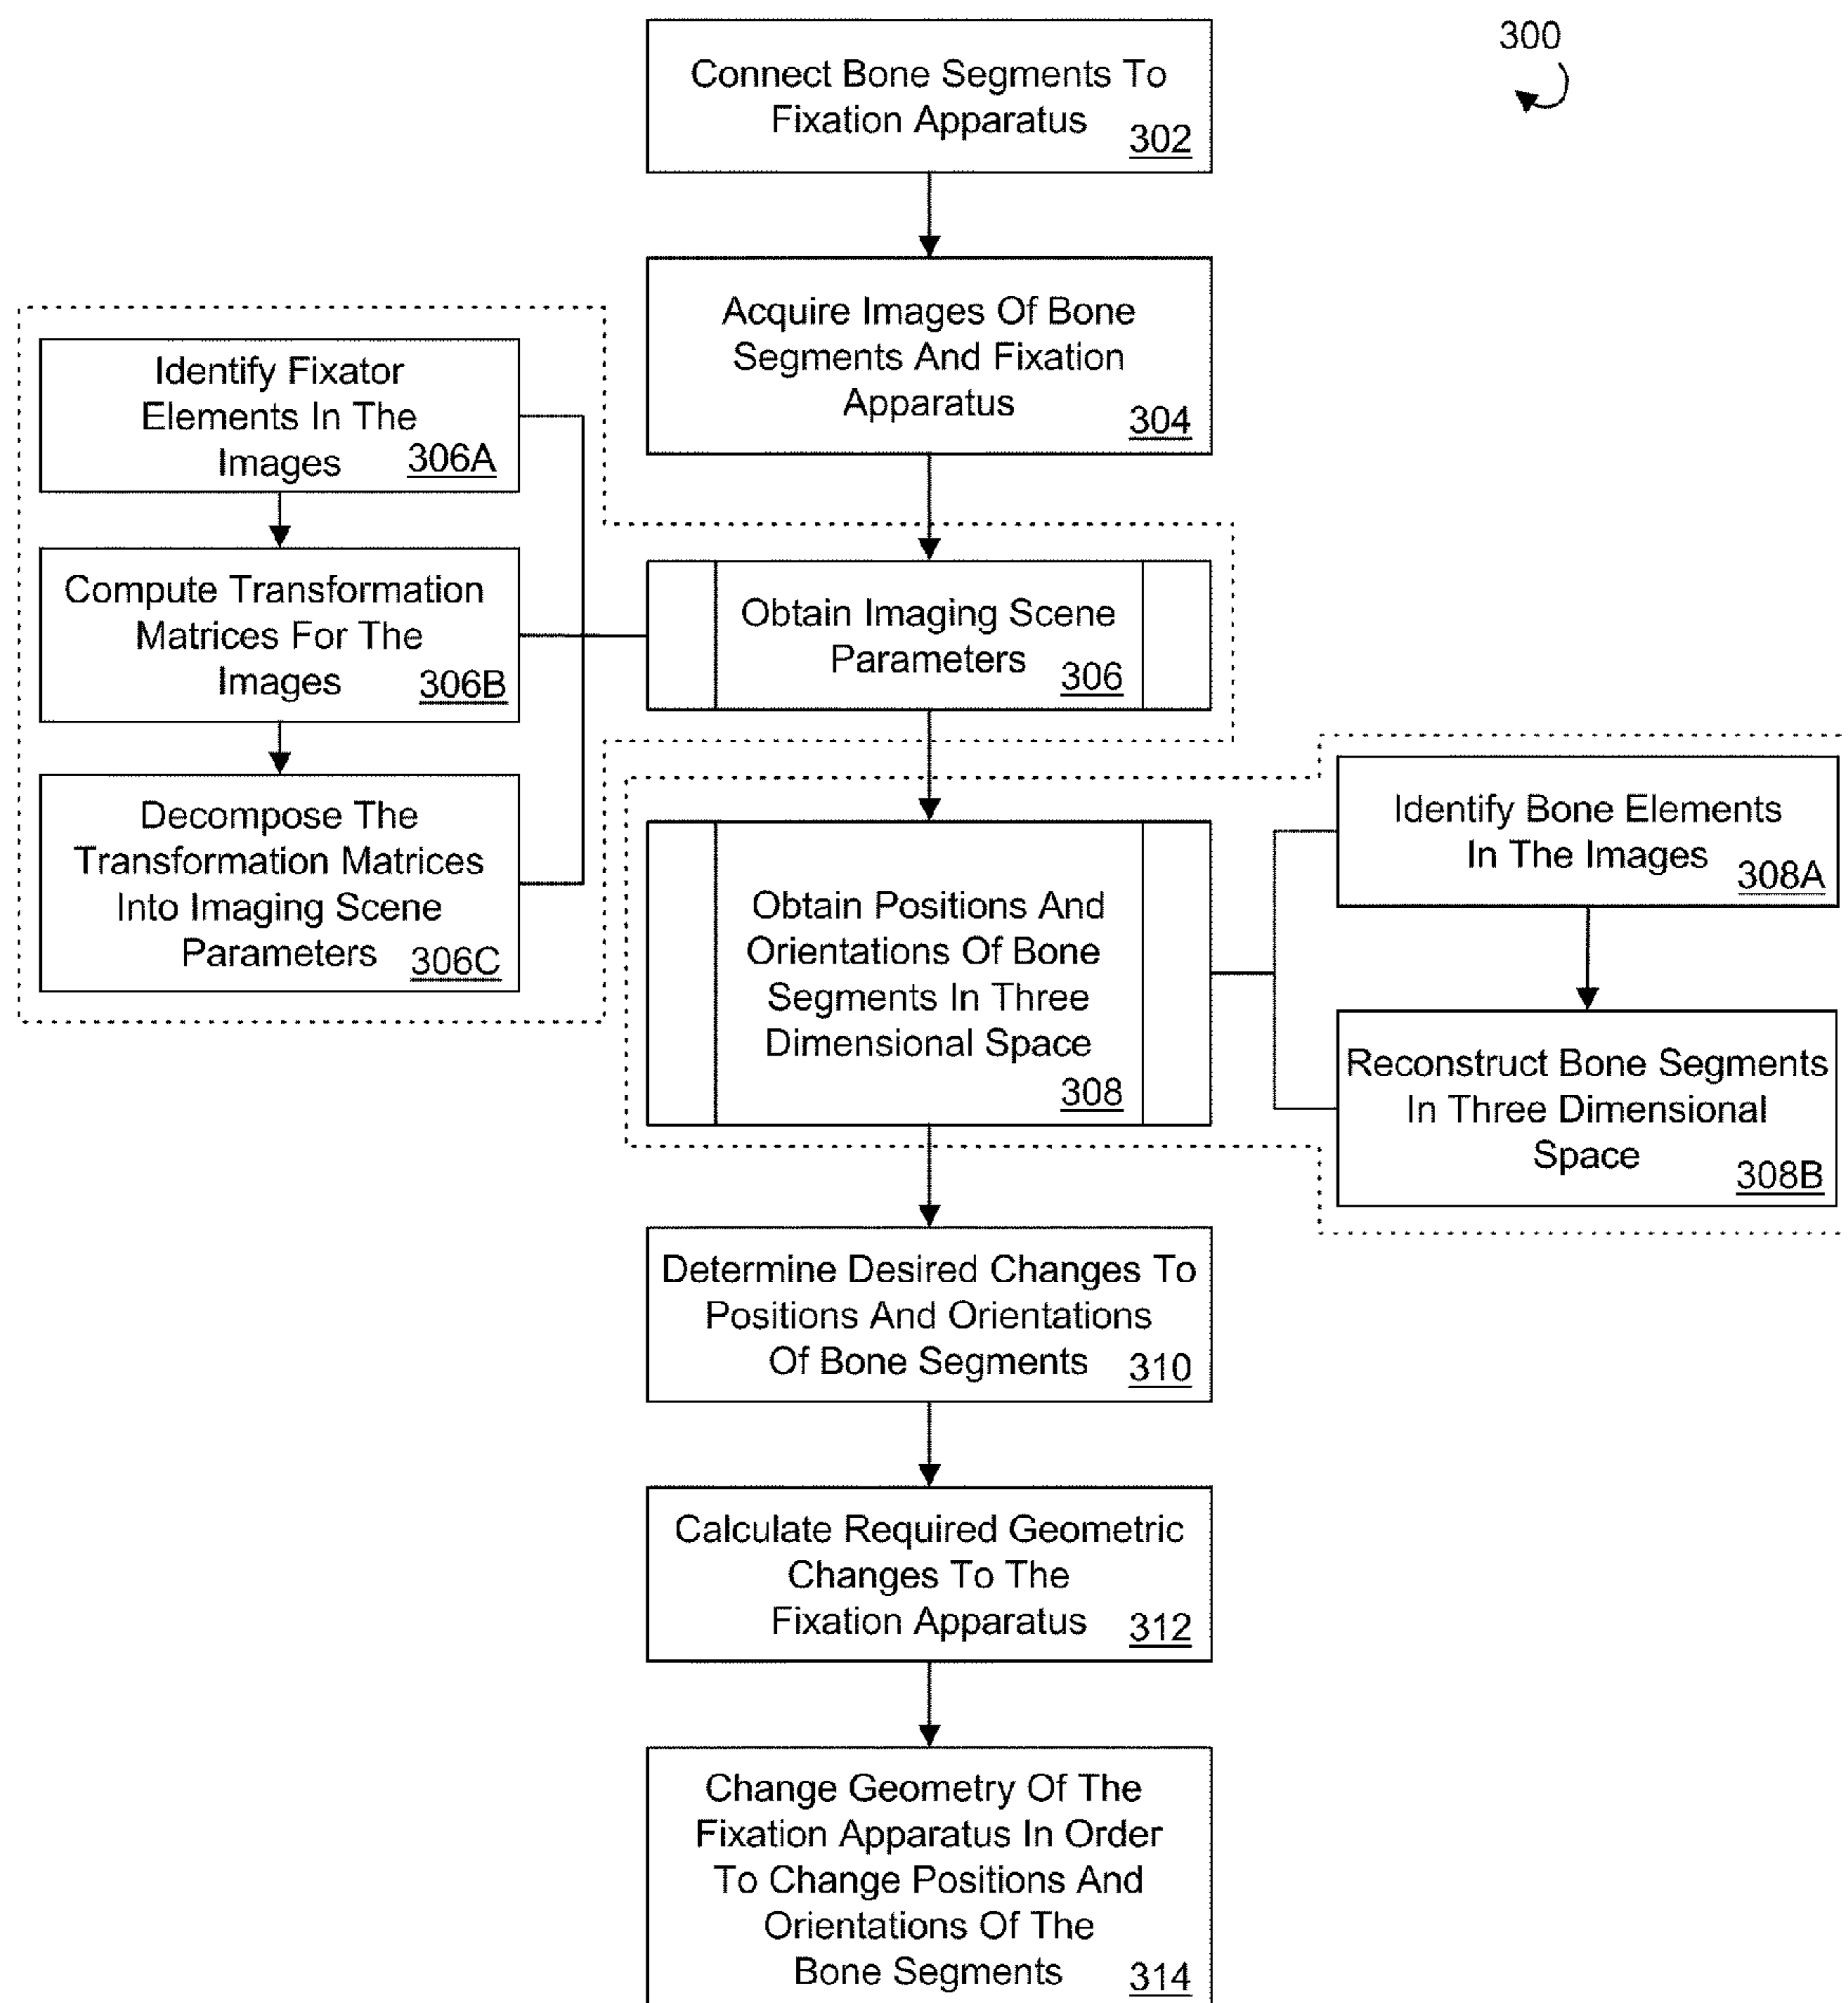 300
Connect Bone Segments To
Fixation Apparatus
302
Acquire Images Of Bone
Segments And Fixation
Apparatus
304
Identify Fixator
Elements In The
Images
306A
Compute Transformation
Matrices For The
Images
306B
Decompose The
Transformation Matrices
Into Imaging Scene
Parameters
306C
Obtain Imaging Scene
Parameters
306
Obtain Positions And
Orientations Of Bone
Segments In Three
Dimensional Space
308
Identify Bone Elements
In The Images
308A
Reconstruct Bone Segments
In Three Dimensional
Space
308B
Determine Desired Changes To
Positions And Orientations
Of Bone Segments
310
Calculate Required Geometric
Changes To The
Fixation Apparatus
312
Change Geometry Of The
Fixation Apparatus In Order
To Change Positions And
Orientations Of The
Bone Segments
314